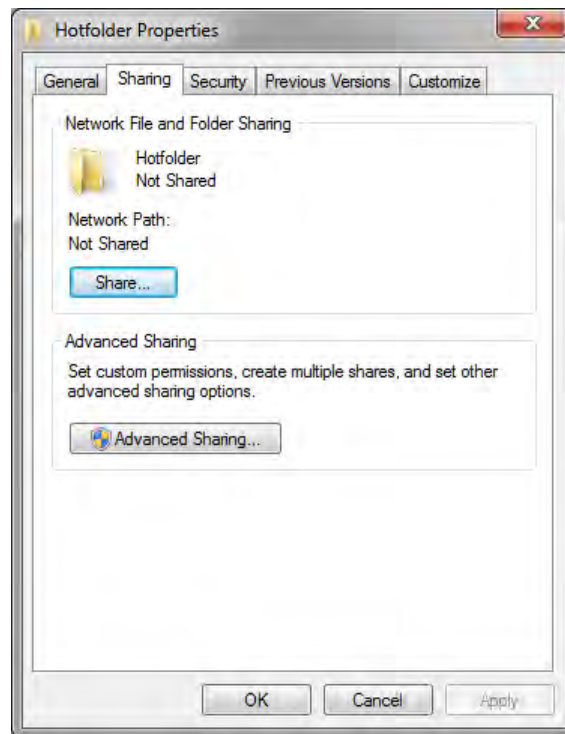 Hotfolder Properties
General Sharing Security Previous Versions Customize
Network File and Folder Sharing
Hotfolder
Not Shared
Network Path:
Not Shared
Share...
Advanced Sharing
Set custom permissions, create multiple shares, and set other
advanced sharing options.
Advanced Sharing...
OK Cancel Apply